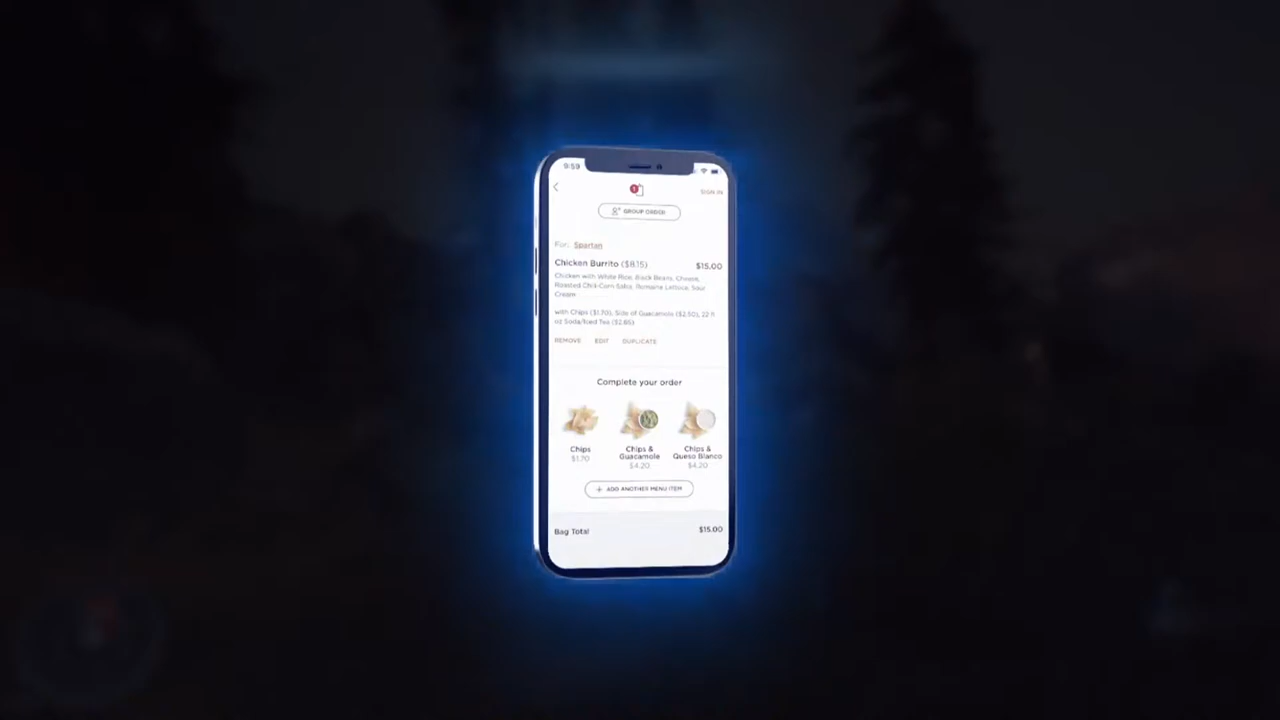 9:59
1
SIGN IN
GROUP ORDER
For: Spartan
Chicken Burrito ($8.15) $15.00
Chicken with White Rice, Black Beans, Cheese,
Roasted Chili-Corn Salsa, Romaine Lettuce, Sour
Cream
with Chips ($1.70), Side of Guacamole ($2.50), 22 fl
oz Soda/Iced Tea ($2.65)
REMOVE EDIT DUPLICATE
Complete your order
Chips
$1.70
Chips &
Guacamole
$4.20
Chips &
Queso Blanco
$4.20
+ ADD ANOTHER MENU ITEM
Bag Total $15.00